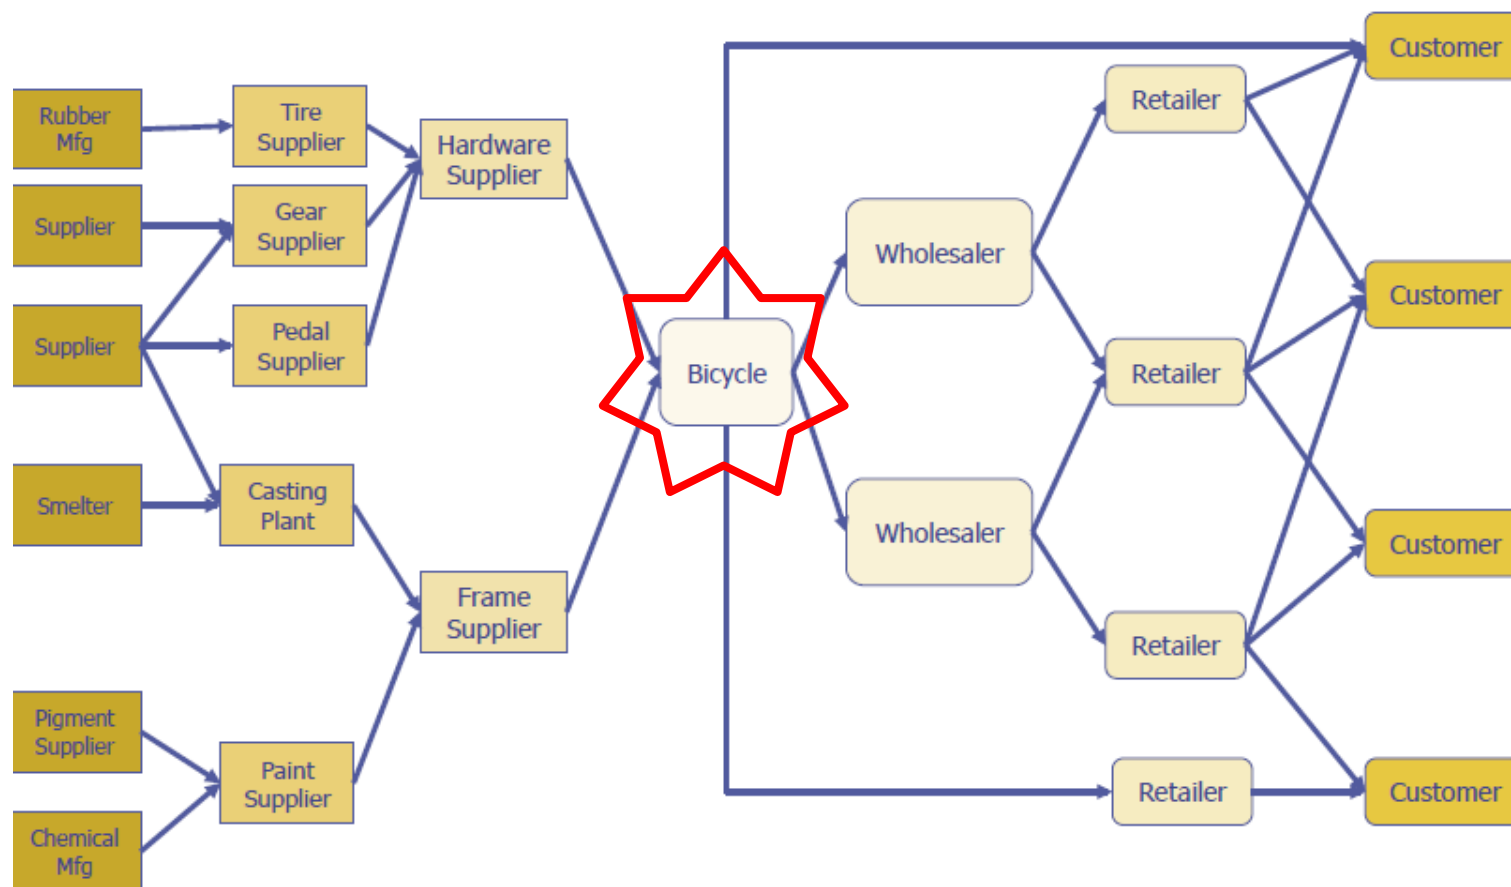 Rubber
Mfg
Supplier
Supplier
Smelter
Pigment
Supplier
Chemical
Mfg
Tire
Supplier
Gear
Supplier
Pedal
Supplier
Casting
Plant
Paint
Supplier
Hardware
Supplier
Frame
Supplier
Bicycle
Wholesaler
Wholesaler
Retailer
Retailer
Retailer
Retailer
Customer
Customer
Customer
Customer